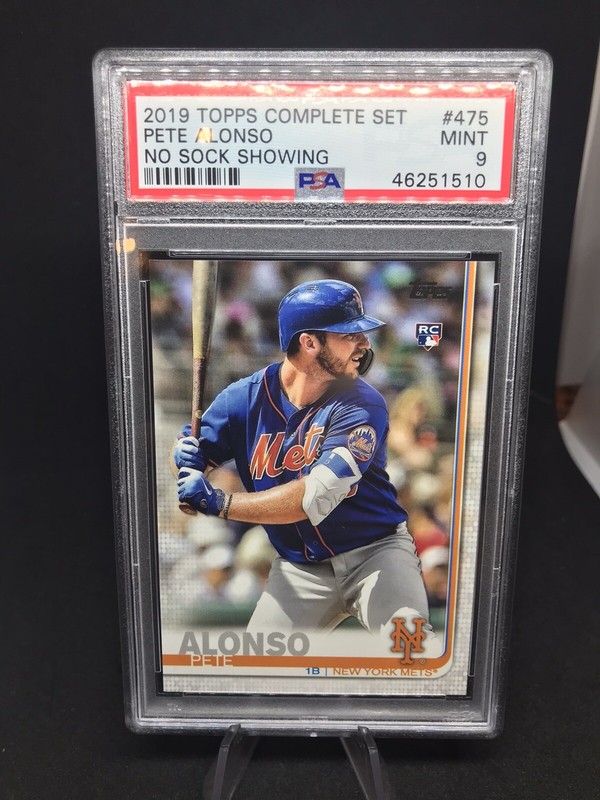 2019 TOPPS COMPLETE SET #475
PETE ALONSO MINT
NO SOCK SHOWING 9
PSA 46251510
Topps
RC
Mets
Mets
NY
ALONSO
PETE
1B | NEW YORK METS®